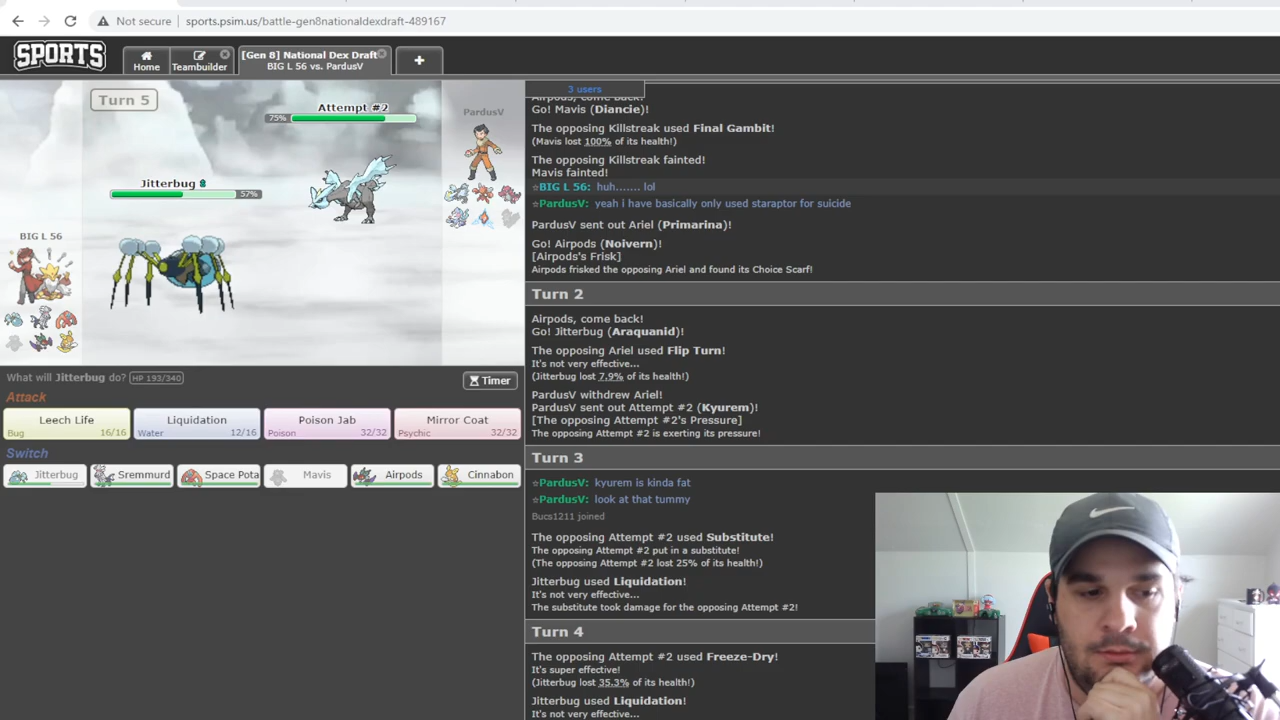 Not secure sports.psim.us/battle-gen8nationaldexdraft-489167
SPORTS
Home
Teambuilder
[Gen 8] National Dex Draft
BIG L 56 vs. PardusV
+
Turn 5
Attempt #2
75%
PardusV
Jitterbug
57%
BIG L 56
What will Jitterbug do? HP 193/340
Timer
Attack
Leech Life
Bug 16/16
Liquidation
Water 12/16
Poison Jab
Poison 32/32
Mirror Coat
Psychic 32/32
Switch
Jitterbug
Sremmurd
Space Pota
Mavis
Airpods
Cinnabon
3 users
Airpods, come back!
Go! Mavis (Diancie)!
The opposing Killstreak used Final Gambit!
(Mavis lost 100% of its health!)
The opposing Killstreak fainted!
Mavis fainted!
☆BIG L 56: huh....... lol
☆PardusV: yeah i have basically only used staraptor for suicide
PardusV sent out Ariel (Primarina)!
Go! Airpods (Noivern)!
[Airpods's Frisk]
Airpods frisked the opposing Ariel and found its Choice Scarf!
Turn 2
Airpods, come back!
Go! Jitterbug (Araquanid)!
The opposing Ariel used Flip Turn!
It's not very effective...
(Jitterbug lost 7.9% of its health!)
PardusV withdrew Ariel!
PardusV sent out Attempt #2 (Kyurem)!
[The opposing Attempt #2's Pressure]
The opposing Attempt #2 is exerting its pressure!
Turn 3
☆PardusV: kyurem is kinda fat
☆PardusV: look at that tummy
Bucs1211 joined
The opposing Attempt #2 used Substitute!
The opposing Attempt #2 put in a substitute!
(The opposing Attempt #2 lost 25% of its health!)
Jitterbug used Liquidation!
It's not very effective...
The substitute took damage for the opposing Attempt #2!
Turn 4
The opposing Attempt #2 used Freeze-Dry!
It's super effective!
(Jitterbug lost 35.3% of its health!)
Jitterbug used Liquidation!
It's not very effective...